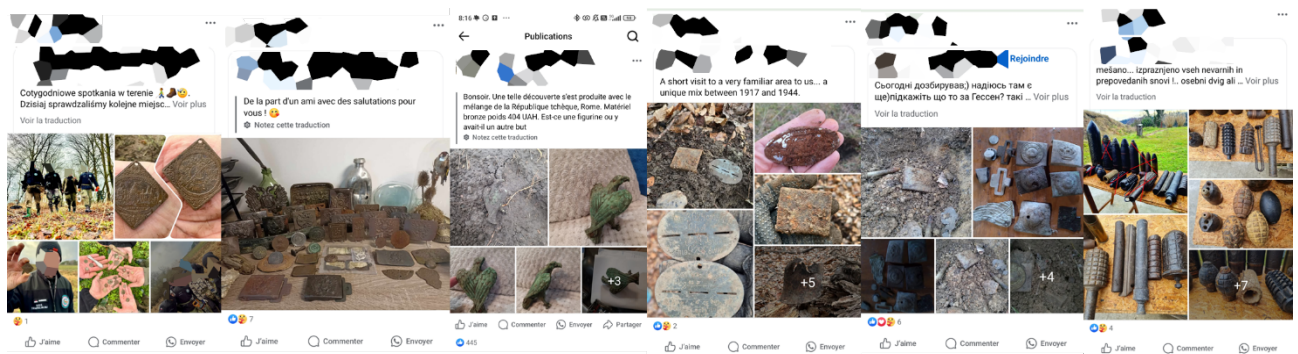 Cotygodniowe spotkania w terenie 🚶🥾😇
Dzisiaj sprawdzaliśmy kolejne miejsc... Voir plus
Voir la traduction
+3
1
J'aime Commenter Envoyer
De la part d'un ami avec des salutations pour
vous ! 😘
Notez cette traduction
7
J'aime Commenter Envoyer
8:16
Publications
Bonsoir. Une telle découverte s'est produite avec le
mélange de la République tchèque, Rome. Matériel
bronze poids 404 UAH. Est-ce une figurine ou y
avait-il un autre but
Notez cette traduction
J'aime Commenter Envoyer Partager
445
A short visit to a very familiar area to us... a
unique mix between 1917 and 1944.
+5
2
J'aime Commenter Envoyer
Rejoindre
Сьогодні дозбирував;) надіюсь там є
ще)підкажіть що то за Гессен? такі ... Voir plus
Voir la traduction
+4
6
J'aime Commenter Envoyer
mešano... izpraznjeno vseh nevarnih in
prepovedanih snovi !.. osebni dvig ali ... Voir plus
Voir la traduction
+7
4
J'aime Commenter Envoyer